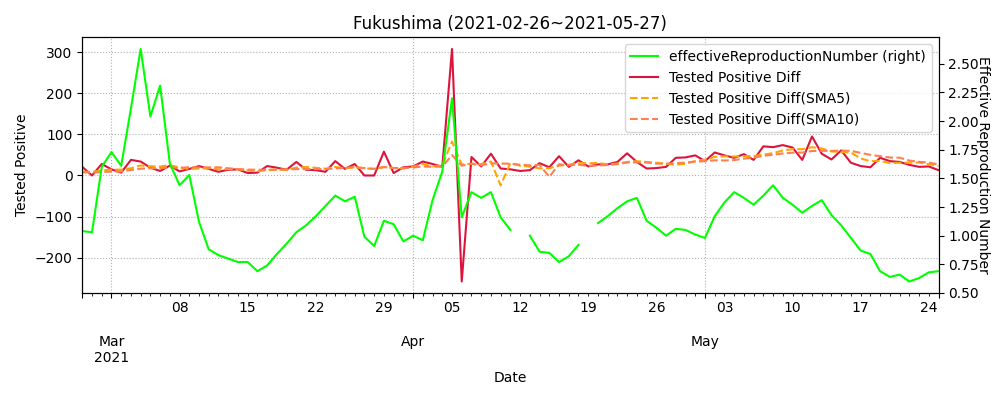 Fukushima (2021-02-26~2021-05-27)
effectiveReproductionNumber (right)
Tested Positive Diff
Tested Positive Diff(SMA5)
Tested Positive Diff(SMA10)
Tested Positive
300
200
100
0
−100
−200
Effective Reproduction Number
2.50
2.25
2.00
1.75
1.50
1.25
1.00
0.75
0.50
08 15 22 29 05 12 19 26 03 10 17 24
Mar Apr May
2021
Date